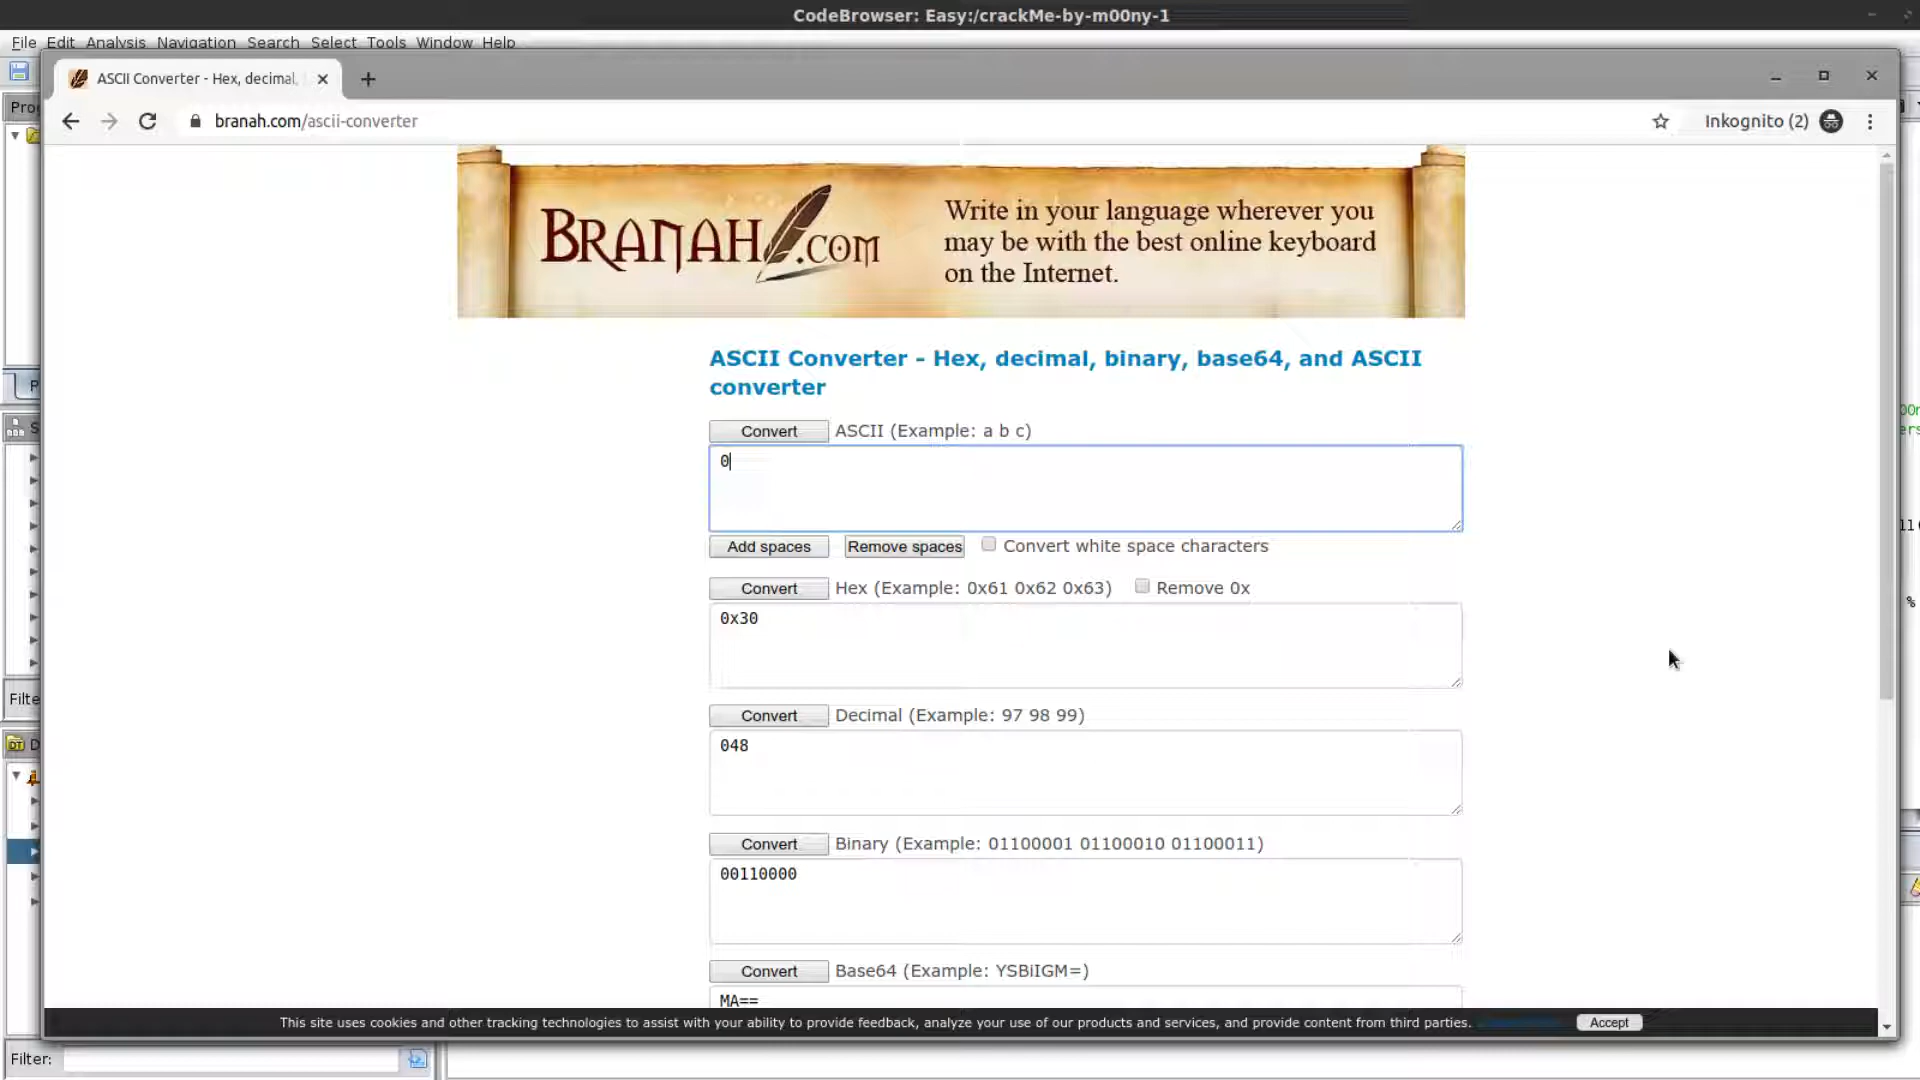 CodeBrowser: Easy:/crackMe-by-m00ny-1
File Edit Analysis Navigation Search Select Tools Window Help
ASCII Converter - Hex, decimal,
branah.com/ascii-converter
Inkognito (2)
BRANAH.COM
Write in your language wherever you
may be with the best online keyboard
on the Internet.
ASCII Converter - Hex, decimal, binary, base64, and ASCII
converter
Convert ASCII (Example: a b c)
0
Add spaces Remove spaces Convert white space characters
Convert Hex (Example: 0x61 0x62 0x63) Remove 0x
0x30
Convert Decimal (Example: 97 98 99)
048
Convert Binary (Example: 01100001 01100010 01100011)
00110000
Convert Base64 (Example: YSBiIGM=)
MA==
This site uses cookies and other tracking technologies to assist with your ability to provide feedback, analyze your use of our products and services, and provide content from third parties.
Accept
Filter: